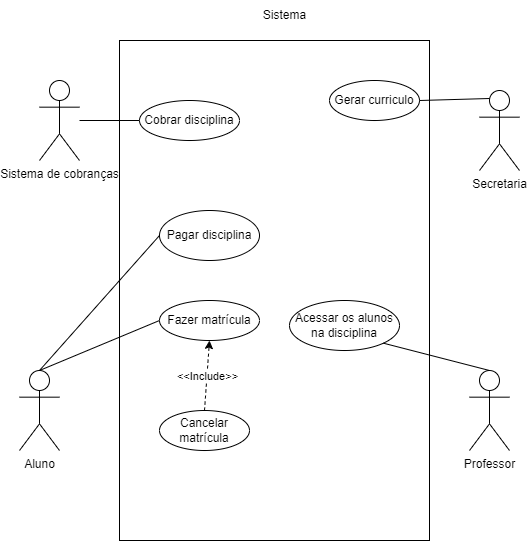 Sistema
Cobrar disciplina
Gerar curriculo
Sistema de cobranças
Secretaria
Pagar disciplina
Fazer matrícula
Acessar os alunos
na disciplina
<<Include>>
Cancelar
matrícula
Aluno
Professor